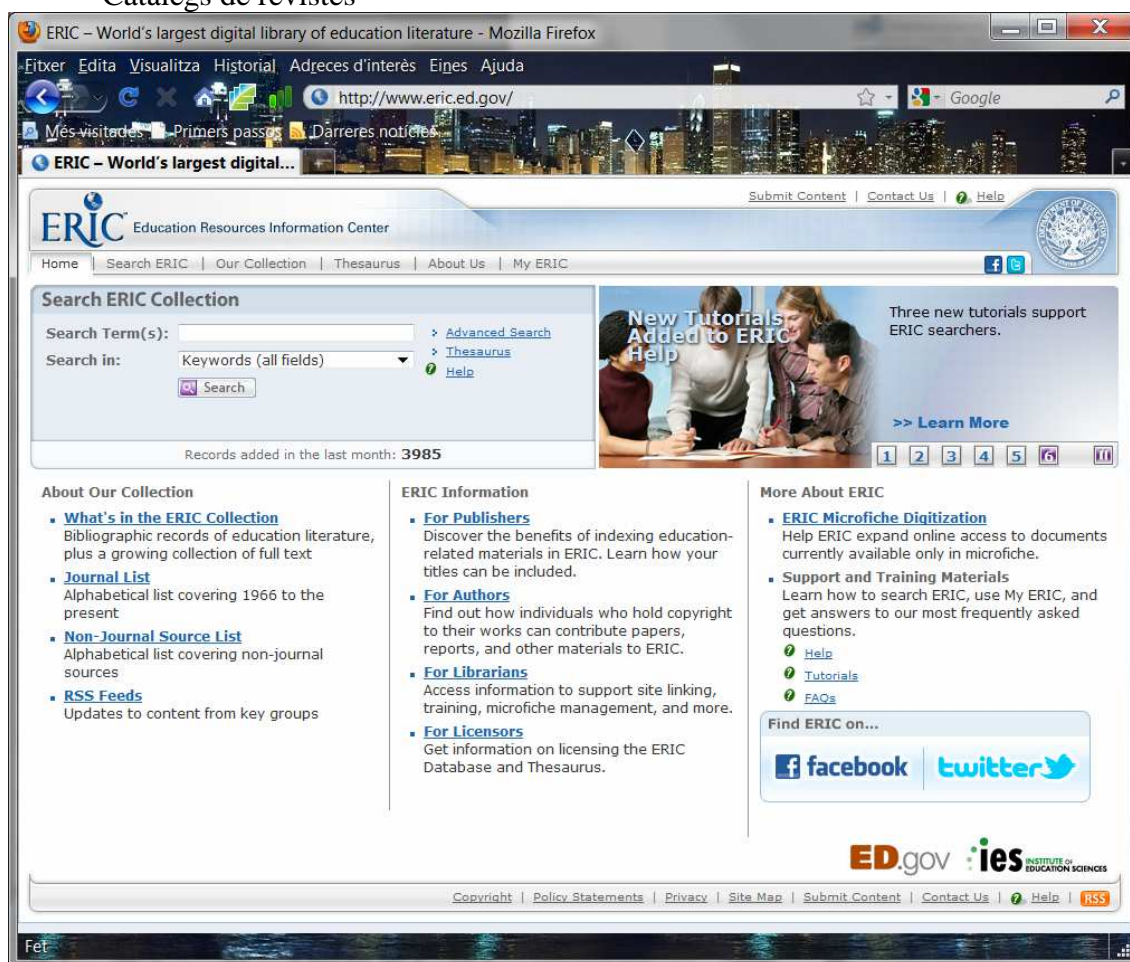 Catàlegs de revistes
ERIC – World's largest digital library of education literature - Mozilla Firefox
Fitxer Edita Visualitza Historial Adreces d'interès Eines Ajuda
http://www.eric.ed.gov/
Google
Més visitades Primers passos Darreres notícies
ERIC – World's largest digital...
Submit Content | Contact Us | Help
ERIC Education Resources Information Center
Home | Search ERIC | Our Collection | Thesaurus | About Us | My ERIC
Search ERIC Collection
Search Term(s):
Advanced Search
Thesaurus
Help
Search in: Keywords (all fields)
Search
Records added in the last month: 3985
New Tutorials
Added to ERIC
Help
Three new tutorials support
ERIC searchers.
>> Learn More
1 2 3 4 5 6
About Our Collection
What's in the ERIC Collection
Bibliographic records of education literature,
plus a growing collection of full text
Journal List
Alphabetical list covering 1966 to the
present
Non-Journal Source List
Alphabetical list covering non-journal
sources
RSS Feeds
Updates to content from key groups
ERIC Information
For Publishers
Discover the benefits of indexing education-
related materials in ERIC. Learn how your
titles can be included.
For Authors
Find out how individuals who hold copyright
to their works can contribute papers,
reports, and other materials to ERIC.
For Librarians
Access information to support site linking,
training, microfiche management, and more.
For Licensors
Get information on licensing the ERIC
Database and Thesaurus.
More About ERIC
ERIC Microfiche Digitization
Help ERIC expand online access to documents
currently available only in microfiche.
Support and Training Materials
Learn how to search ERIC, use My ERIC, and
get answers to our most frequently asked
questions.
Help
Tutorials
FAQs
Find ERIC on...
facebook twitter
ED.gov ies INSTITUTE OF
EDUCATION SCIENCES
Copyright | Policy Statements | Privacy | Site Map | Submit Content | Contact Us | Help | RSS
Fet